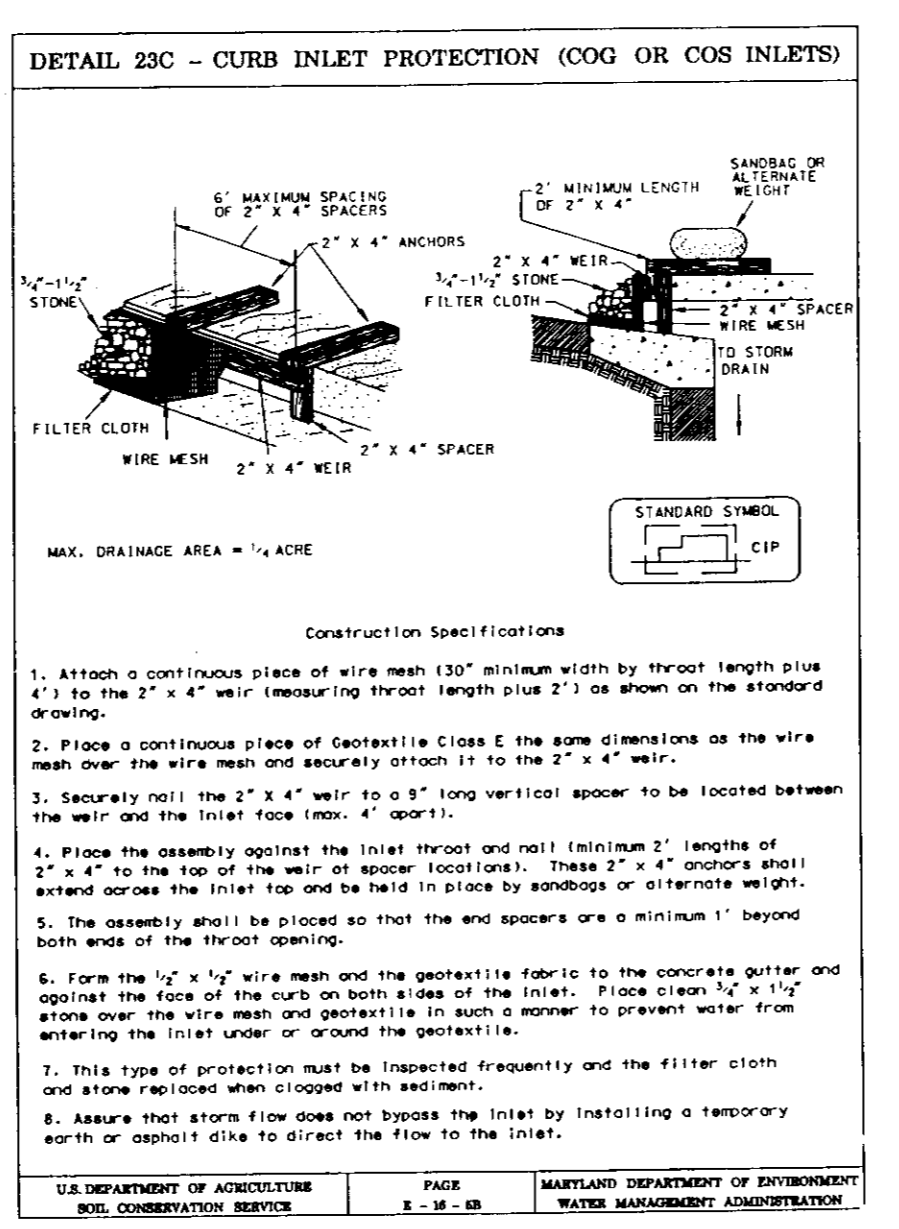 DETAIL 23C - CURB INLET PROTECTION (COG OR COS INLETS)
6' MAXIMUM SPACING
OF 2" X 4" SPACERS
2" X 4" ANCHORS
3/4"-1 1/2"
STONE
FILTER CLOTH
WIRE MESH
2" X 4" WEIR
2" X 4" SPACER
SANDBAG OR
ALTERNATE
WEIGHT
2' MINIMUM LENGTH
OF 2" X 4"
2" X 4" WEIR
3/4"-1 1/2" STONE
FILTER CLOTH
2" X 4" SPACER
WIRE MESH
TO STORM
DRAIN
MAX. DRAINAGE AREA = 1/4 ACRE
STANDARD SYMBOL
CIP
Construction Specifications
1. Attach a continuous piece of wire mesh (30" minimum width by throat length plus
4') to the 2" x 4" weir (measuring throat length plus 2') as shown on the standard
drawing.
2. Place a continuous piece of Geotextile Class E the same dimensions as the wire
mesh over the wire mesh and securely attach it to the 2" x 4" weir.
3. Securely nail the 2" X 4" weir to a 9" long vertical spacer to be located between
the weir and the inlet face (max. 4' apart).
4. Place the assembly against the inlet throat and nail (minimum 2' lengths of
2" x 4" to the top of the weir at spacer locations). These 2" x 4" anchors shall
extend across the inlet top and be held in place by sandbags or alternate weight.
5. The assembly shall be placed so that the end spacers are a minimum 1' beyond
both ends of the throat opening.
6. Form the 1/2" x 1/2" wire mesh and the geotextile fabric to the concrete gutter and
against the face of the curb on both sides of the inlet. Place clean 3/4" x 1 1/2"
stone over the wire mesh and geotextile in such a manner to prevent water from
entering the inlet under or around the geotextile.
7. This type of protection must be inspected frequently and the filter cloth
and stone replaced when clogged with sediment.
8. Assure that storm flow does not bypass the inlet by installing a temporary
earth or asphalt dike to direct the flow to the inlet.
U.S. DEPARTMENT OF AGRICULTURE
SOIL CONSERVATION SERVICE
PAGE
E - 16 - 6B
MARYLAND DEPARTMENT OF ENVIRONMENT
WATER MANAGEMENT ADMINISTRATION